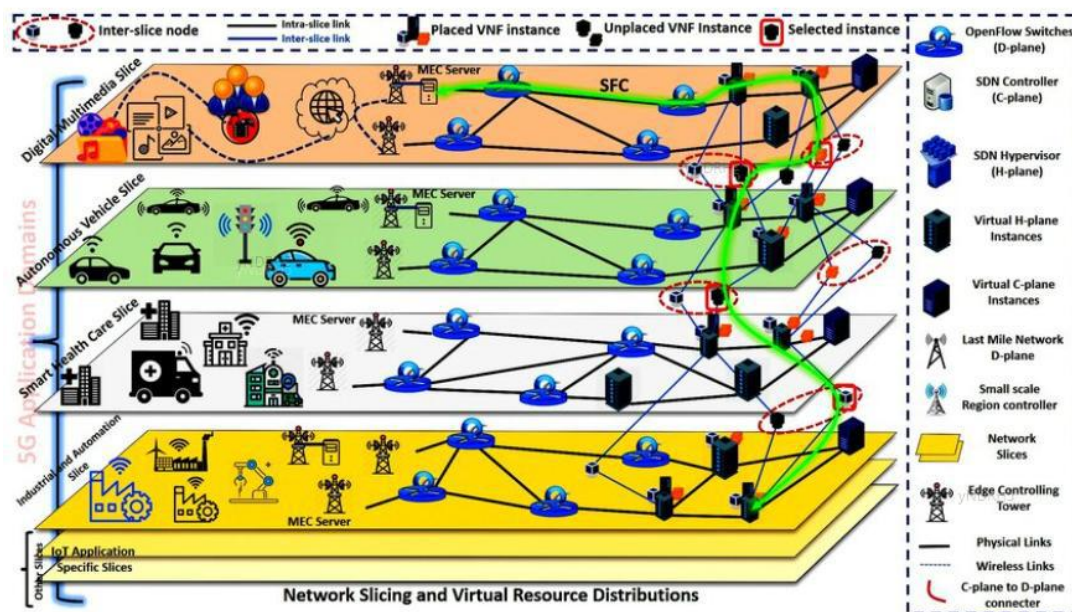 Inter-slice node
Intra-slice link
Inter-slice link
Placed VNF instance
Unplaced VNF Instance
Selected instance
5G Application Domains
Digital Multimedia Slice
MEC Server
SFC
Autonomous Vehicle Slice
MEC Server
Smart Health Care Slice
MEC Server
Industrial and Automation
Slice
MEC Server
Other Slices
IoT Application
Specific Slices
Network Slicing and Virtual Resource Distributions
OpenFlow Switches
(D-plane)
SDN Controller
(C-plane)
SDN Hypervisor
(H-plane)
Virtual H-plane
Instances
Virtual C-plane
Instances
Last Mile Network
D-plane
Small scale
Region controller
Network
Slices
Edge Controlling
Tower
Physical Links
Wireless Links
C-plane to D-plane
connecter